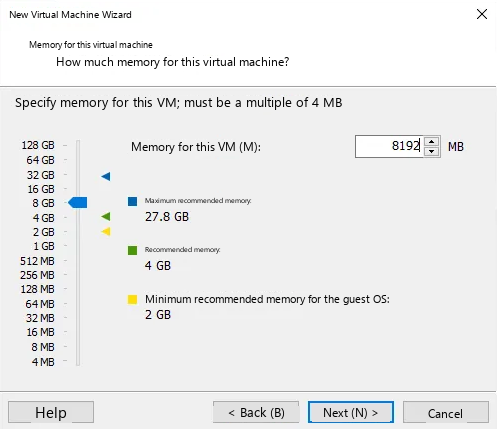 New Virtual Machine Wizard
Memory for this virtual machine
How much memory for this virtual machine?
Specify memory for this VM; must be a multiple of 4 MB
128 GB
64 GB
32 GB
16 GB
8 GB
4 GB
2 GB
1 GB
512 MB
256 MB
128 MB
64 MB
32 MB
16 MB
8 MB
4 MB
Memory for this VM (M): 8192 MB
Maximum recommended memory:
27.8 GB
Recommended memory:
4 GB
Minimum recommended memory for the guest OS:
2 GB
Help < Back (B) Next (N) > Cancel